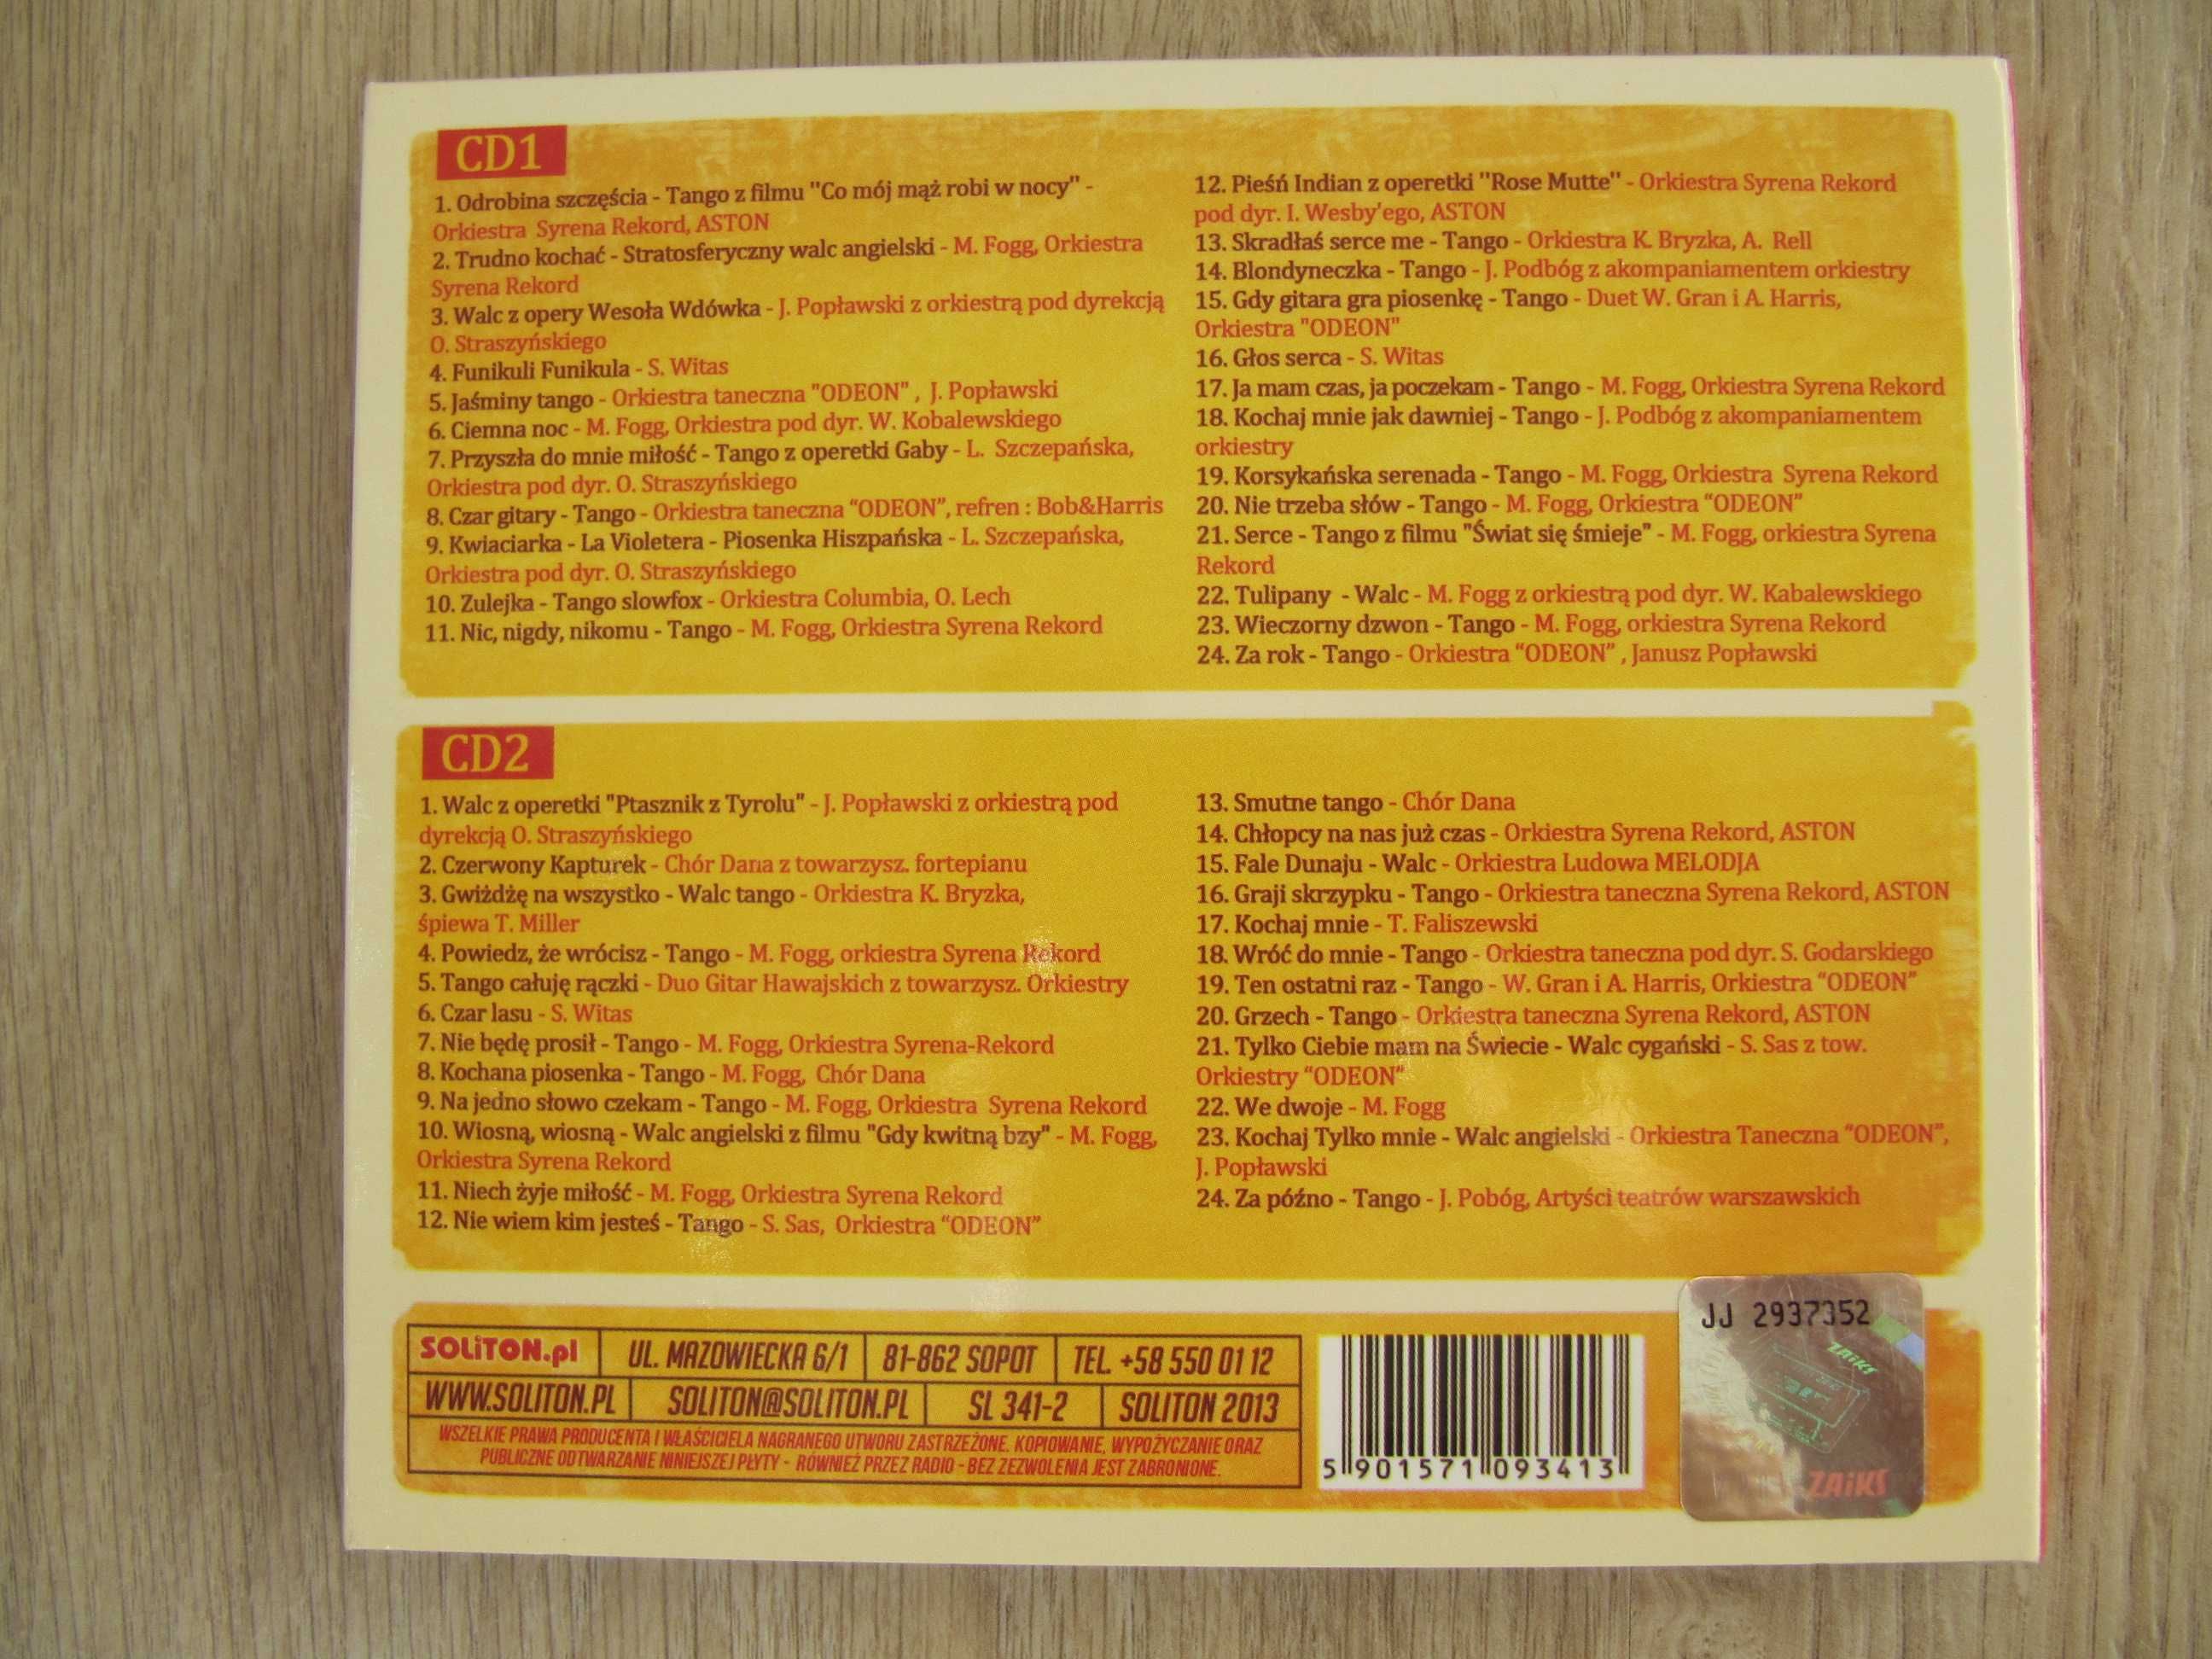 CD1
1. Odrobina szczęścia - Tango z filmu "Co mój mąż robi w nocy" -
Orkiestra Syrena Rekord, ASTON
2. Trudno kochać - Stratosferyczny walc angielski - M. Fogg, Orkiestra
Syrena Rekord
3. Walc z opery Wesoła Wdówka - J. Popławski z orkiestrą pod dyrekcją
O. Straszyńskiego
4. Funikuli Funikula - S. Witas
5. Jaśminy tango - Orkiestra taneczna "ODEON" , J. Popławski
6. Ciemna noc - M. Fogg, Orkiestra pod dyr. W. Kobalewskiego
7. Przyszła do mnie miłość - Tango z operetki Gaby - L. Szczepańska,
Orkiestra pod dyr. O. Straszyńskiego
8. Czar gitary - Tango - Orkiestra taneczna “ODEON”, refren : Bob&Harris
9. Kwiaciarka - La Violetera - Piosenka Hiszpańska - L. Szczepańska,
Orkiestra pod dyr. O. Straszyńskiego
10. Zulejka - Tango slowfox - Orkiestra Columbia, O. Lech
11. Nic, nigdy, nikomu - Tango - M. Fogg, Orkiestra Syrena Rekord
12. Pieśń Indian z operetki "Rose Mutte" - Orkiestra Syrena Rekord
pod dyr. I. Wesby'ego, ASTON
13. Skradłaś serce me - Tango - Orkiestra K. Bryzka, A. Rell
14. Blondyneczka - Tango - J. Podbóg z akompaniamentem orkiestry
15. Gdy gitara gra piosenkę - Tango - Duet W. Gran i A. Harris,
Orkiestra "ODEON"
16. Głos serca - S. Witas
17. Ja mam czas, ja poczekam - Tango - M. Fogg, Orkiestra Syrena Rekord
18. Kochaj mnie jak dawniej - Tango - J. Podbóg z akompaniamentem
orkiestry
19. Korsykańska serenada - Tango - M. Fogg, Orkiestra Syrena Rekord
20. Nie trzeba słów - Tango - M. Fogg, Orkiestra “ODEON”
21. Serce - Tango z filmu "Świat się śmieje" - M. Fogg, orkiestra Syrena
Rekord
22. Tulipany - Walc - M. Fogg z orkiestrą pod dyr. W. Kabalewskiego
23. Wieczorny dzwon - Tango - M. Fogg, orkiestra Syrena Rekord
24. Za rok - Tango - Orkiestra “ODEON” , Janusz Popławski
CD2
1. Walc z operetki "Ptasznik z Tyrolu" - J. Popławski z orkiestrą pod
dyrekcją O. Straszyńskiego
2. Czerwony Kapturek - Chór Dana z towarzysz. fortepianu
3. Gwiżdżę na wszystko - Walc tango - Orkiestra K. Bryzka,
śpiewa T. Miller
4. Powiedz, że wrócisz - Tango - M. Fogg, orkiestra Syrena Rekord
5. Tango całuję rączki - Duo Gitar Hawajskich z towarzysz. Orkiestry
6. Czar lasu - S. Witas
7. Nie będę prosił - Tango - M. Fogg, Orkiestra Syrena-Rekord
8. Kochana piosenka - Tango - M. Fogg, Chór Dana
9. Na jedno słowo czekam - Tango - M. Fogg, Orkiestra Syrena Rekord
10. Wiosną, wiosną - Walc angielski z filmu "Gdy kwitną bzy" - M. Fogg,
Orkiestra Syrena Rekord
11. Niech żyje miłość - M. Fogg, Orkiestra Syrena Rekord
12. Nie wiem kim jesteś - Tango - S. Sas, Orkiestra “ODEON”
13. Smutne tango - Chór Dana
14. Chłopcy na nas już czas - Orkiestra Syrena Rekord, ASTON
15. Fale Dunaju - Walc - Orkiestra Ludowa MELODJA
16. Graji skrzypku - Tango - Orkiestra taneczna Syrena Rekord, ASTON
17. Kochaj mnie - T. Faliszewski
18. Wróć do mnie - Tango - Orkiestra taneczna pod dyr. S. Godarskiego
19. Ten ostatni raz - Tango - W. Gran i A. Harris, Orkiestra “ODEON”
20. Grzech - Tango - Orkiestra taneczna Syrena Rekord, ASTON
21. Tylko Ciebie mam na Świecie - Walc cygański - S. Sas z tow.
Orkiestry “ODEON”
22. We dwoje - M. Fogg
23. Kochaj Tylko mnie - Walc angielski - Orkiestra Taneczna “ODEON”,
J. Popławski
24. Za późno - Tango - J. Pobóg, Artyści teatrów warszawskich
SOLiTON.pl UL. MAZOWIECKA 6/1 81-862 SOPOT TEL. +58 550 01 12
WWW.SOLITON.PL SOLITON@SOLITON.PL SL 341-2 SOLITON 2013
WSZELKIE PRAWA PRODUCENTA I WŁAŚCICIELA NAGRANEGO UTWORU ZASTRZEŻONE. KOPIOWANIE, WYPOŻYCZANIE ORAZ
PUBLICZNE ODTWARZANIE NINIEJSZEJ PŁYTY - RÓWNIEŻ PRZEZ RADIO - BEZ ZEZWOLENIA JEST ZABRONIONE.
5 901571 093413
JJ 2937352
ZAiKS
ZAiKS